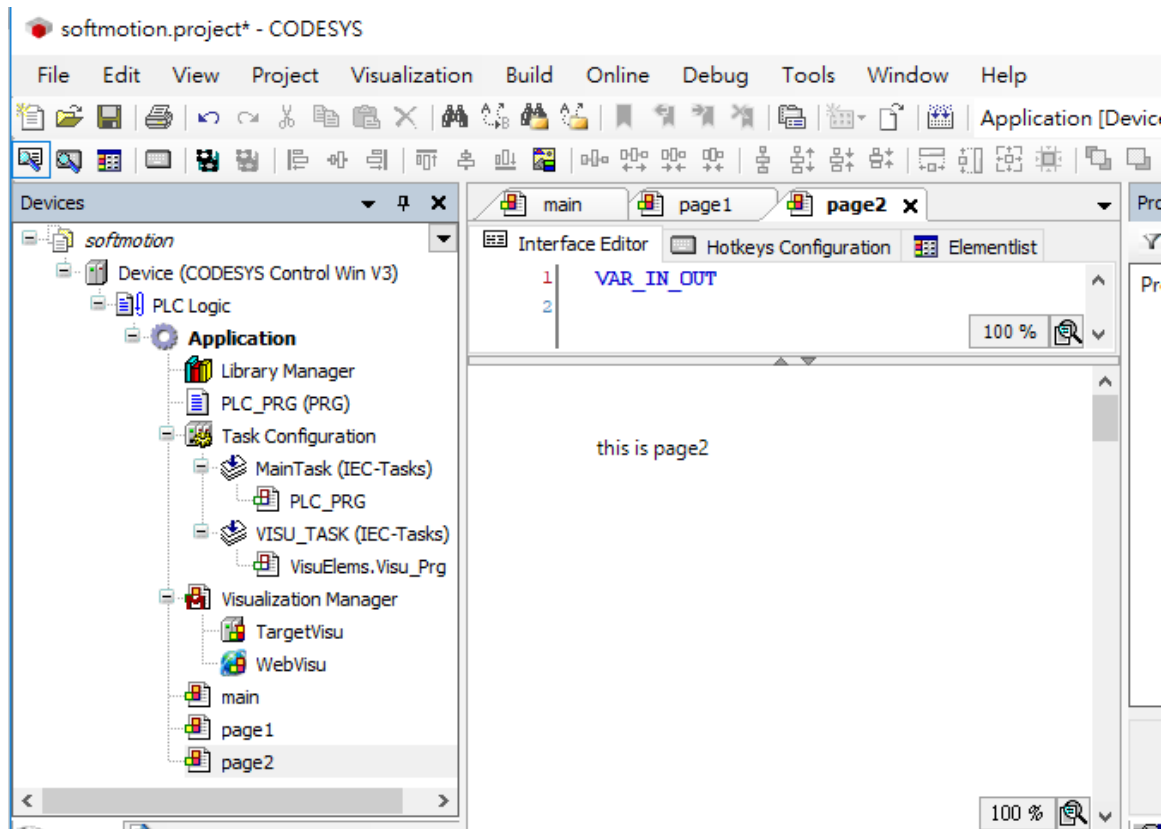 softmotion.project* - CODESYS
File Edit View Project Visualization Build Online Debug Tools Window Help
Application [Device
Devices
main page1 page2
softmotion
Interface Editor Hotkeys Configuration Elementlist
Device (CODESYS Control Win V3)
1 VAR_IN_OUT
2
PLC Logic
100 %
Application
Library Manager
PLC_PRG (PRG)
Task Configuration
this is page2
MainTask (IEC-Tasks)
PLC_PRG
VISU_TASK (IEC-Tasks)
VisuElems.Visu_Prg
Visualization Manager
TargetVisu
WebVisu
main
page1
page2
100 %